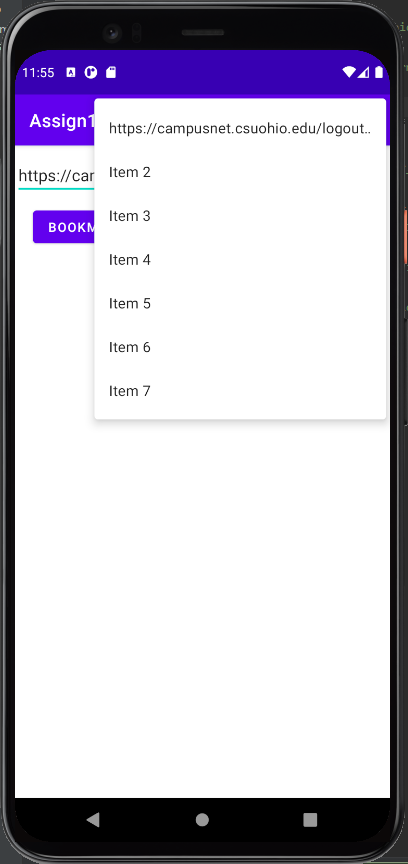 11:55
Assign1
https://campusnet.csuohio.edu/logout..
https://car
Item 2
Item 3
BOOKM
Item 4
Item 5
Item 6
Item 7